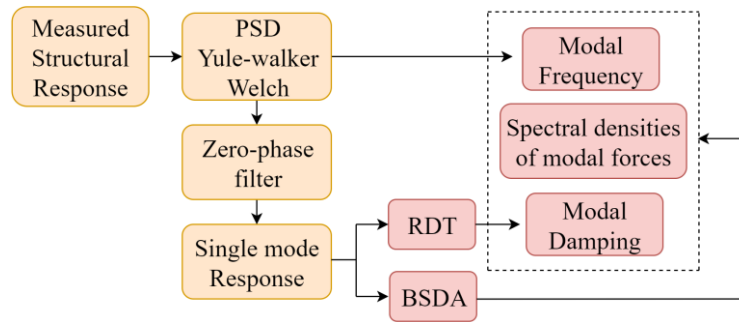 Measured
Structural
Response
PSD
Yule-walker
Welch
Modal
Frequency
Zero-phase
filter
Spectral densities
of modal forces
Single mode
Response
RDT
Modal
Damping
BSDA